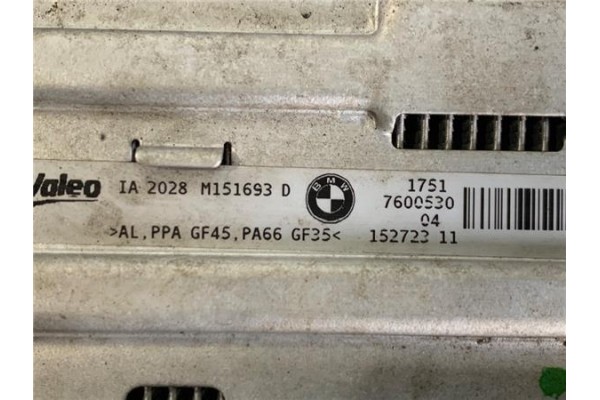 Valeo IA 2028 M151693 D BMW 1751
7600530
04
>AL,PPA GF45,PA66 GF35< 152723 11